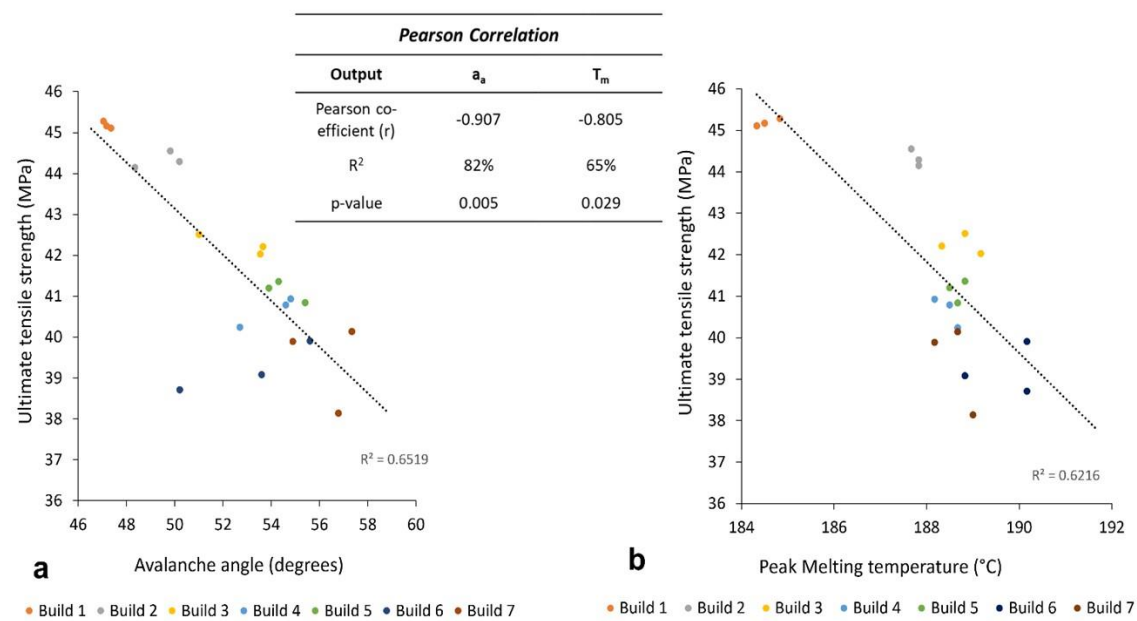 Pearson Correlation
Output aₐ Tₘ
Pearson co-
efficient (r) -0.907 -0.805
R² 82% 65%
p-value 0.005 0.029
Ultimate tensile strength (MPa)
46
45
44
43
42
41
40
39
38
37
36
R² = 0.6519
46 48 50 52 54 56 58 60
Avalanche angle (degrees)
a
Build 1 Build 2 Build 3 Build 4 Build 5 Build 6 Build 7
Ultimate tensile strength (MPa)
46
45
44
43
42
41
40
39
38
37
36
R² = 0.6216
184 186 188 190 192
Peak Melting temperature (°C)
b
Build 1 Build 2 Build 3 Build 4 Build 5 Build 6 Build 7